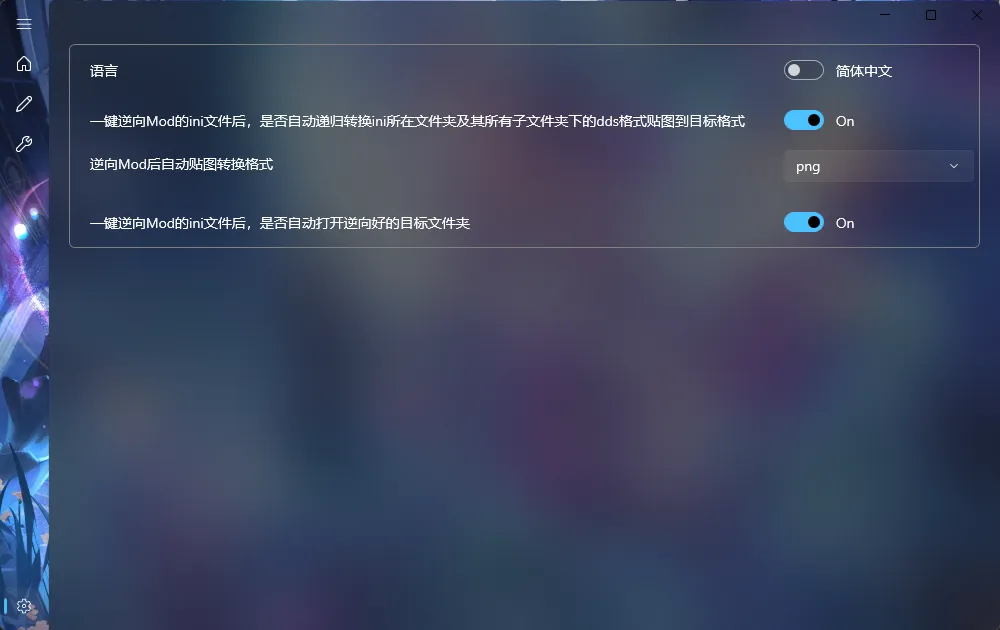 语言
简体中文
一键逆向Mod的ini文件后，是否自动递归转换ini所在文件夹及其所有子文件夹下的dds格式贴图到目标格式
On
逆向Mod后自动贴图转换格式
png
一键逆向Mod的ini文件后，是否自动打开逆向好的目标文件夹
On